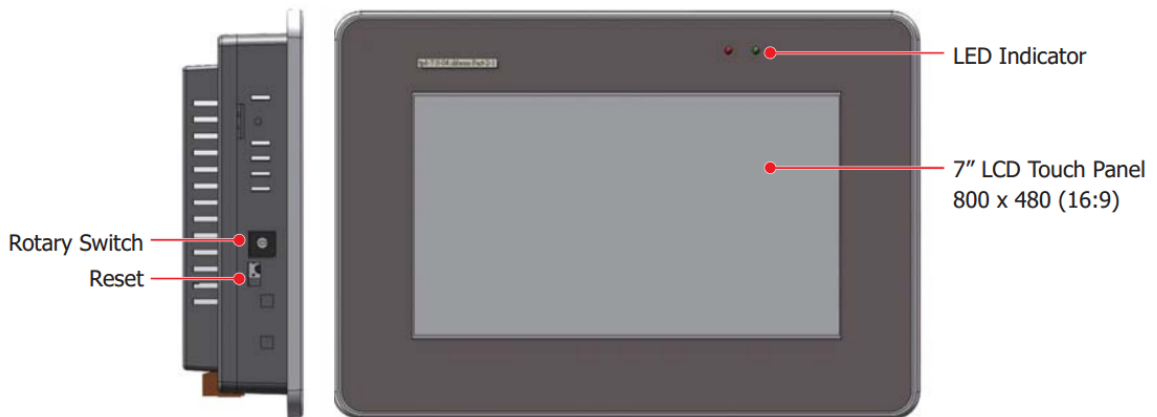 LED Indicator
7” LCD Touch Panel
800 x 480 (16:9)
Rotary Switch
Reset